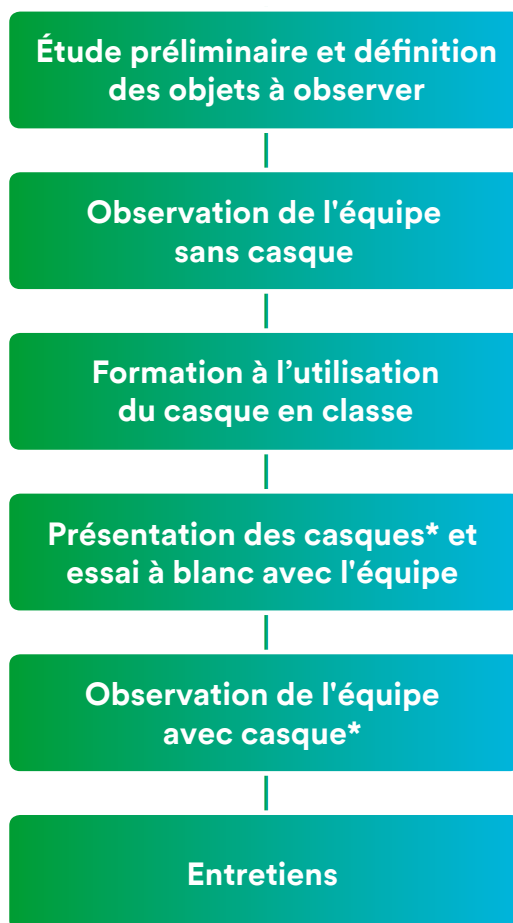 Étude préliminaire et définition
des objets à observer
Observation de l'équipe
sans casque
Formation à l’utilisation
du casque en classe
Présentation des casques* et
essai à blanc avec l'équipe
Observation de l'équipe
avec casque*
Entretiens